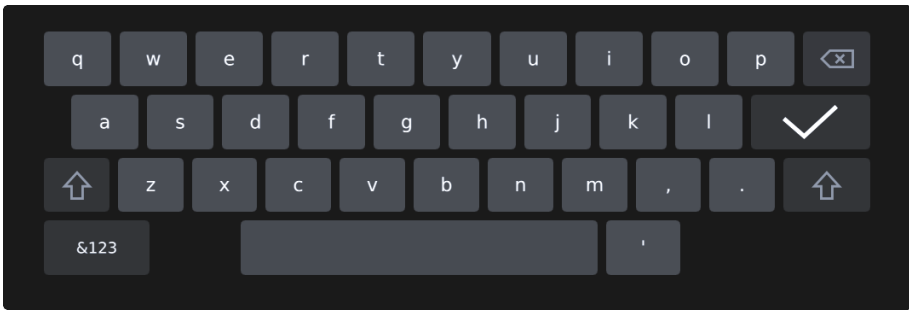 q w e r t y u i o p
a s d f g h j k l
z x c v b n m , .
&123 '